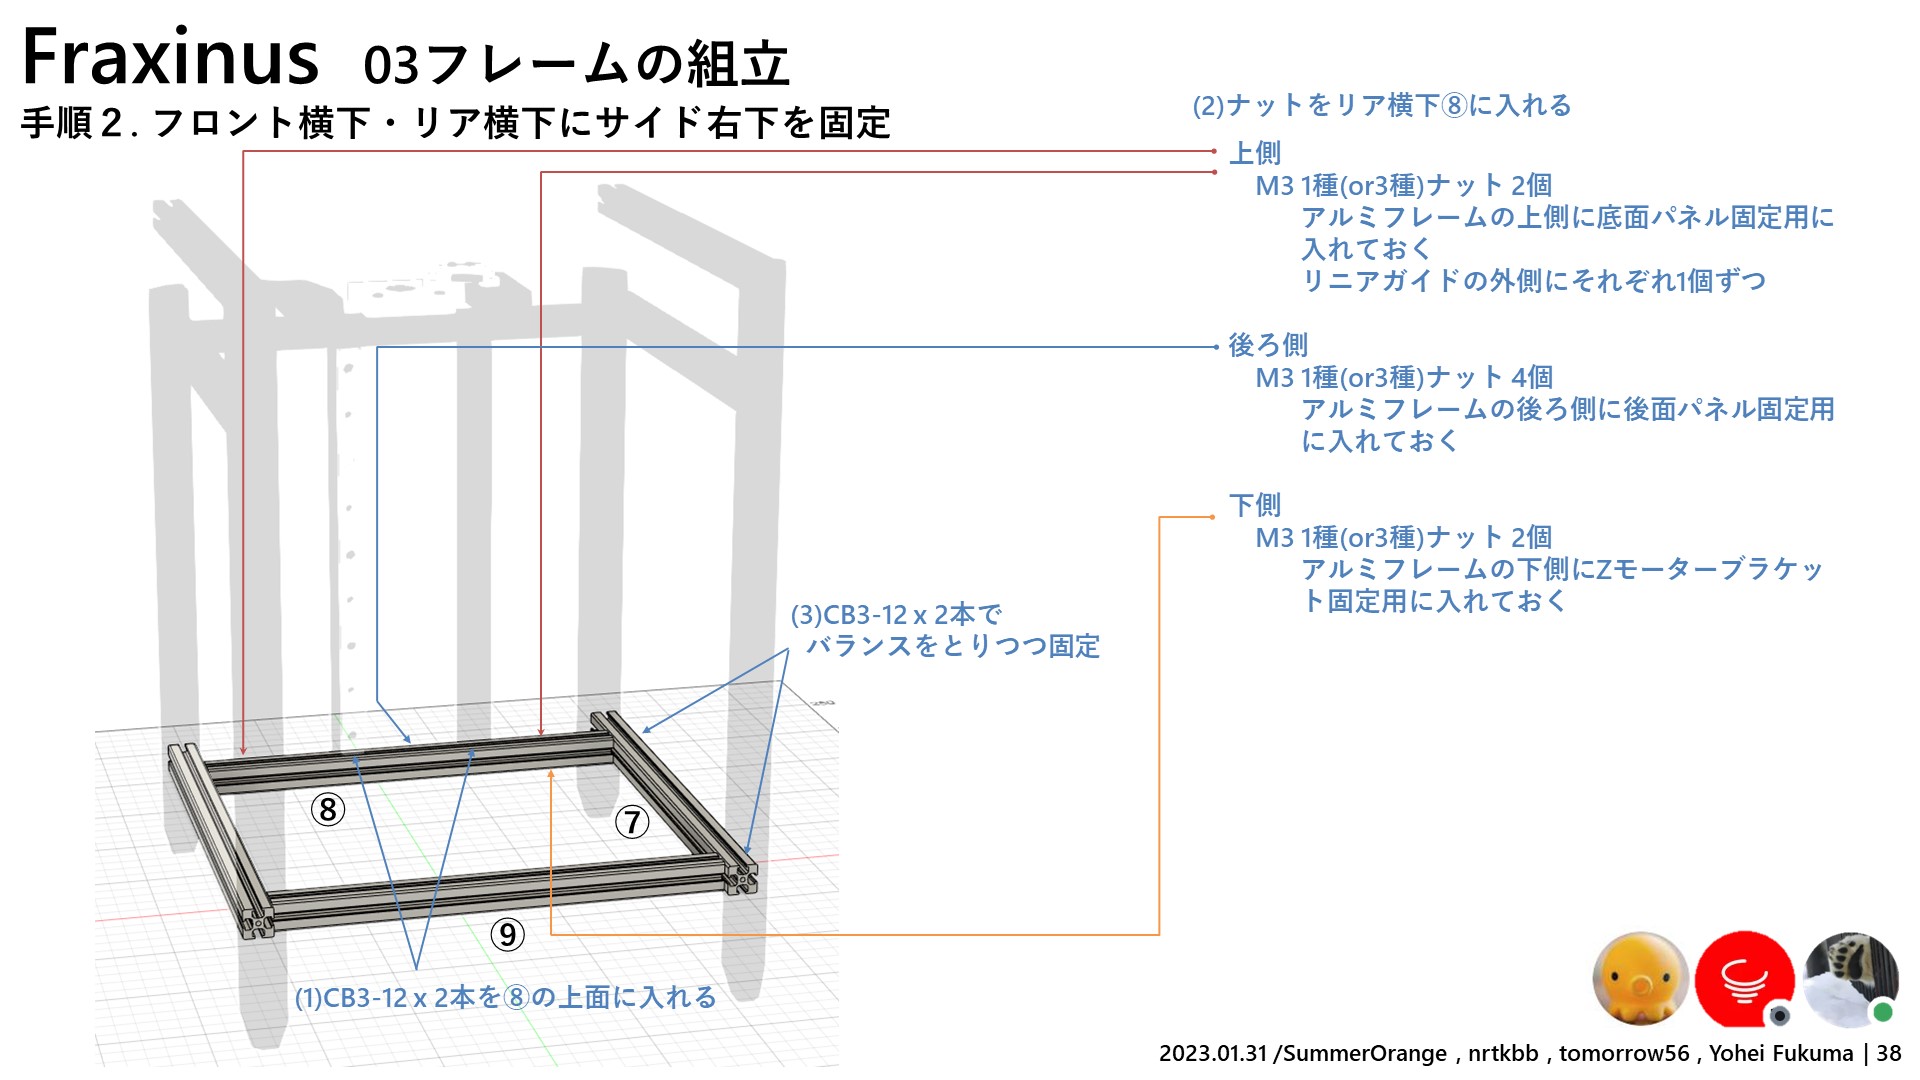 Fraxinus 03フレームの組立
手順２. フロント横下・リア横下にサイド右下を固定
(2)ナットをリア横下⑧に入れる
上側
M3 1種(or3種)ナット 2個
アルミフレームの上側に底面パネル固定用に
入れておく
リニアガイドの外側にそれぞれ1個ずつ
後ろ側
M3 1種(or3種)ナット 4個
アルミフレームの後ろ側に後面パネル固定用
に入れておく
下側
M3 1種(or3種)ナット 2個
アルミフレームの下側にZモーターブラケッ
ト固定用に入れておく
(3)CB3-12 x 2本で
バランスをとりつつ固定
⑧
⑦
⑨
(1)CB3-12 x 2本を⑧の上面に入れる
2023.01.31 /SummerOrange , nrtkbb , tomorrow56 , Yohei Fukuma | 38